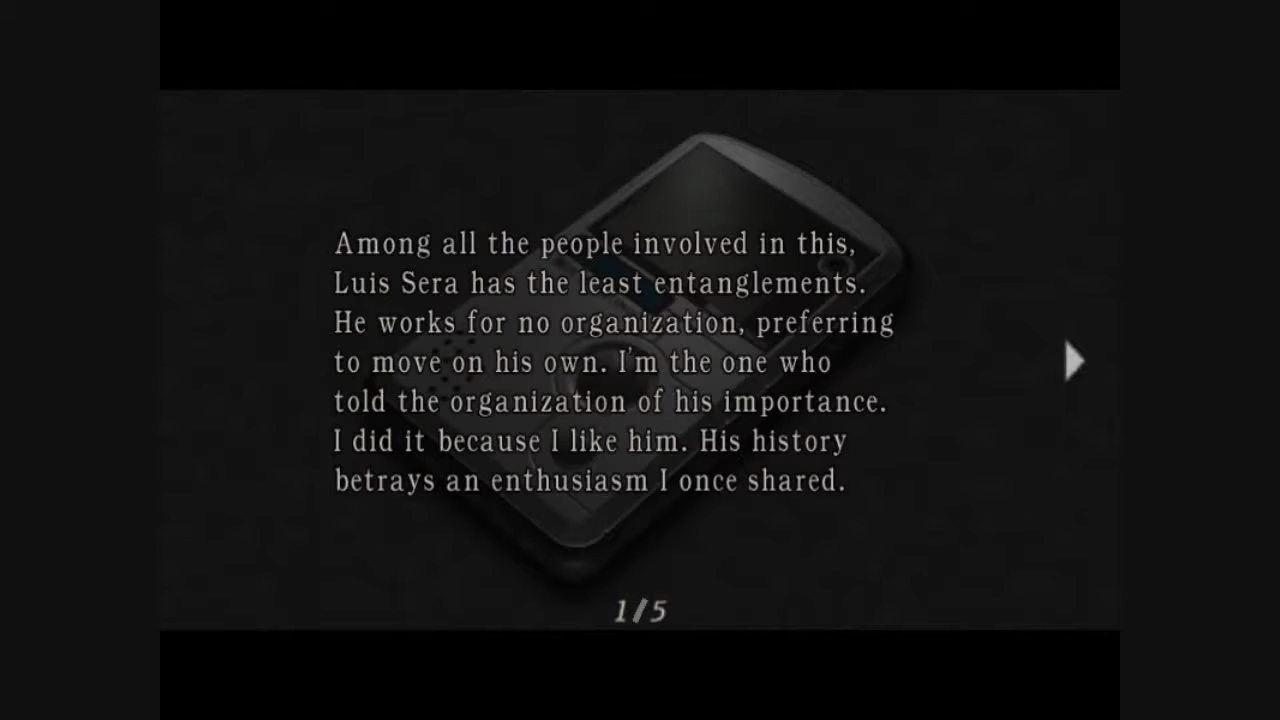 Among all the people involved in this,
Luis Sera has the least entanglements.
He works for no organization, preferring
to move on his own. I'm the one who
told the organization of his importance.
I did it because I like him. His history
betrays an enthusiasm I once shared.
1/5